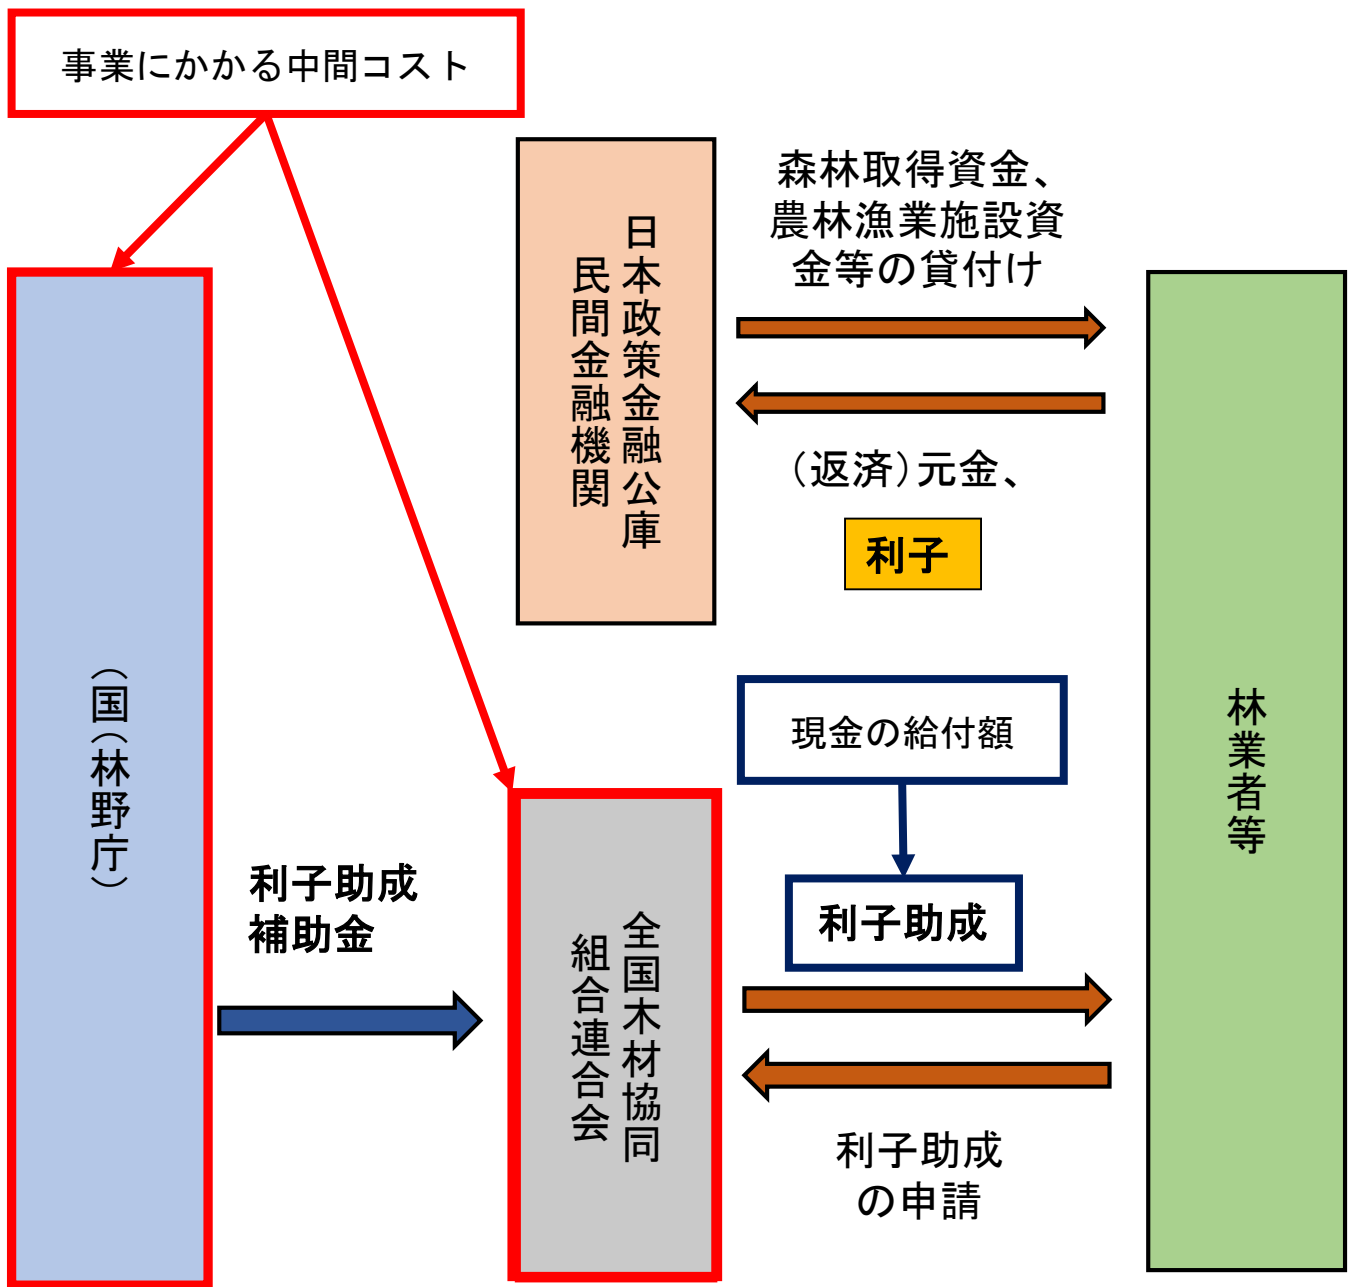 事業にかかる中間コスト
日本政策金融公庫
民間金融機関
森林取得資金、
農林漁業施設資
金等の貸付け
（返済）元金、
利子
（国（林野庁）
利子助成
補助金
全国木材協同
組合連合会
現金の給付額
利子助成
利子助成
の申請
林業者等